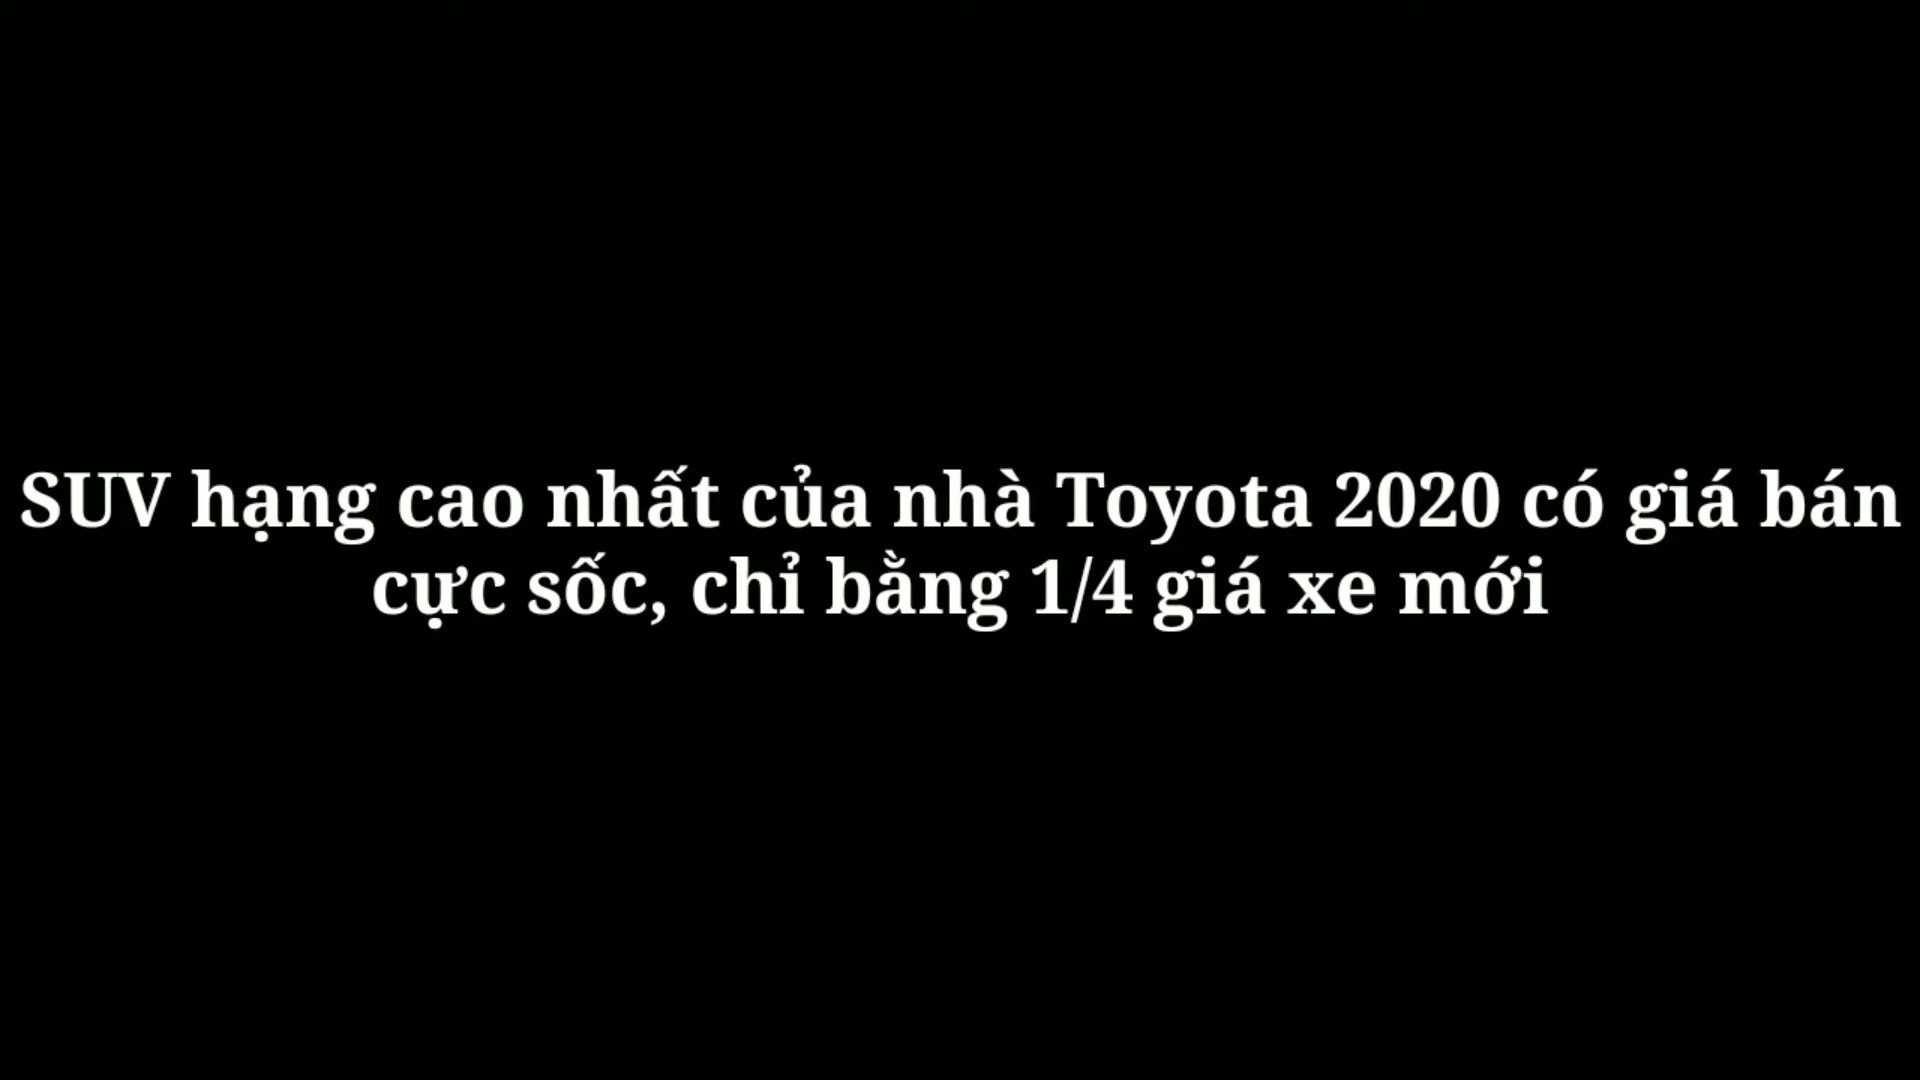 SUV hạng cao nhất của nhà Toyota 2020 có giá bán
cực sốc, chỉ bằng 1/4 giá xe mới